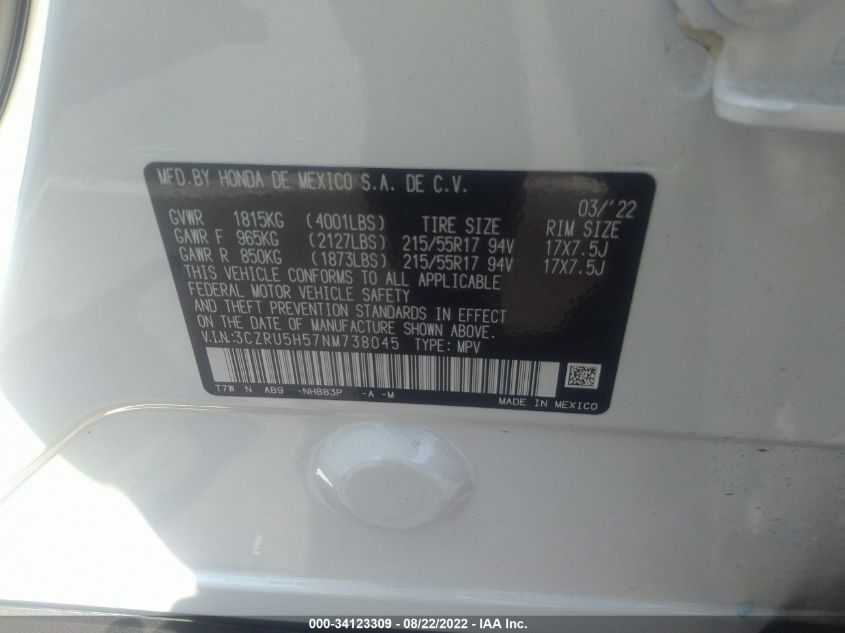 MFD.BY HONDA DE MEXICO S.A. DE C.V.
03/'22
GVWR 1815KG (4001LBS) TIRE SIZE RIM SIZE
GAWR F 965KG (2127LBS) 215/55R17 94V 17X7.5J
GAWR R 850KG (1873LBS) 215/55R17 94V 17X7.5J
THIS VEHICLE CONFORMS TO ALL APPLICABLE
FEDERAL MOTOR VEHICLE SAFETY
AND THEFT PREVENTION STANDARDS IN EFFECT
ON THE DATE OF MANUFACTURE SHOWN ABOVE.
V.I.N:3CZRU5H57NM738045 TYPE: MPV
T7W N AB9 -NH883P -A -M
MADE IN MEXICO
000-34123309 - 08/22/2022 - IAA Inc.